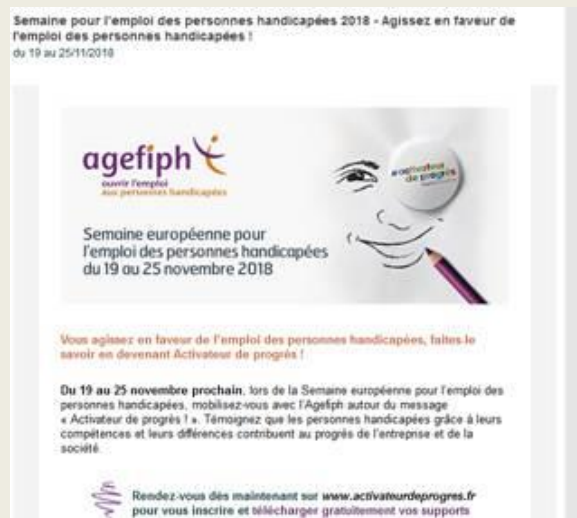 Semaine pour l'emploi des personnes handicapées 2018 - Agissez en faveur de
l'emploi des personnes handicapées !
du 19 au 25/11/2018
agefiph
ouvrir l'emploi
aux personnes handicapées
#activateur
de progrès
Semaine européenne pour
l'emploi des personnes handicapées
du 19 au 25 novembre 2018
Vous agissez en faveur de l'emploi des personnes handicapées, faites-le
savoir en devenant Activateur de progrès !
Du 19 au 25 novembre prochain, lors de la Semaine européenne pour l'emploi des
personnes handicapées, mobilisez-vous avec l'Agefiph autour du message
« Activateur de progrès ! ». Témoignez que les personnes handicapées grâce à leurs
compétences et leurs différences contribuent au progrès de l'entreprise et de la
société.
Rendez-vous dès maintenant sur www.activateurdeprogres.fr
pour vous inscrire et télécharger gratuitement vos supports